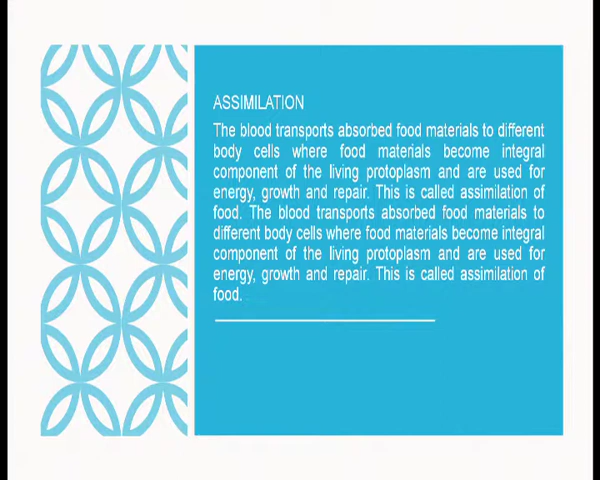 ASSIMILATION
The blood transports absorbed food materials to different
body cells where food materials become integral
component of the living protoplasm and are used for
energy, growth and repair. This is called assimilation of
food. The blood transports absorbed food materials to
different body cells where food materials become integral
component of the living protoplasm and are used for
energy, growth and repair. This is called assimilation of
food.